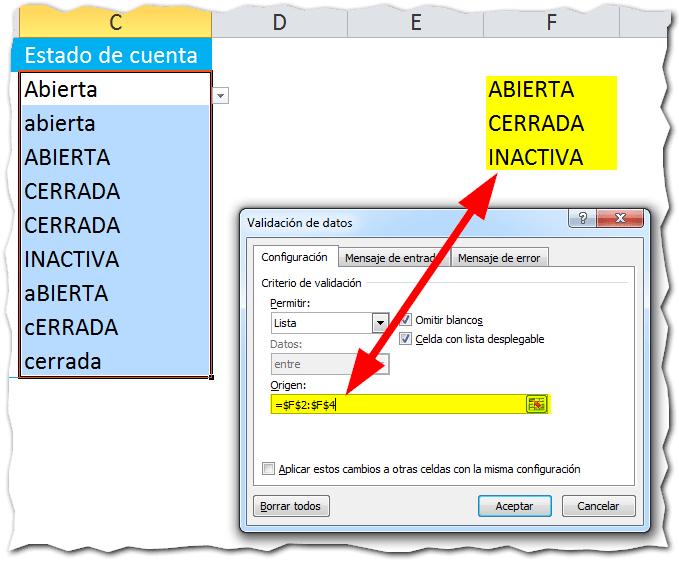 C D E F
Estado de cuenta
Abierta ABIERTA
abierta CERRADA
ABIERTA INACTIVA
CERRADA
CERRADA
INACTIVA
aBIERTA
cERRADA
cerrada
Validación de datos
Configuración Mensaje de entrada Mensaje de error
Criterio de validación
Permitir:
Lista Omitir blancos
Datos: Celda con lista desplegable
entre
Origen:
=$F$2:$F$4
Aplicar estos cambios a otras celdas con la misma configuración
Borrar todos Aceptar Cancelar